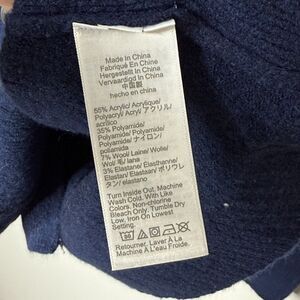 Made In China
Fabriqué En Chine
Hergestellt In China
Vervaardigd In China
中国製
hecho en china
55% Acrylic/ Acrylique/
Polyacryl/ Acryl/ アクリル/
acrílico
35% Polyamide/
Polyamide/ Polyamid/
Polyamide/ ナイロン/
poliamida
7% Wool/ Laine/ Wolle/
Wol/ 毛/ lana
3% Elastane/ Elasthanne/
Elastan/ Elastaan/ ポリウレ
タン/ elastano
Turn Inside Out. Machine
Wash Cold. With Like
Colors. Non-chlorine
Bleach Only. Tumble Dry
Low. Iron On Lowest
Setting.
Retourner. Laver À La
Machine À L'eau Froide.